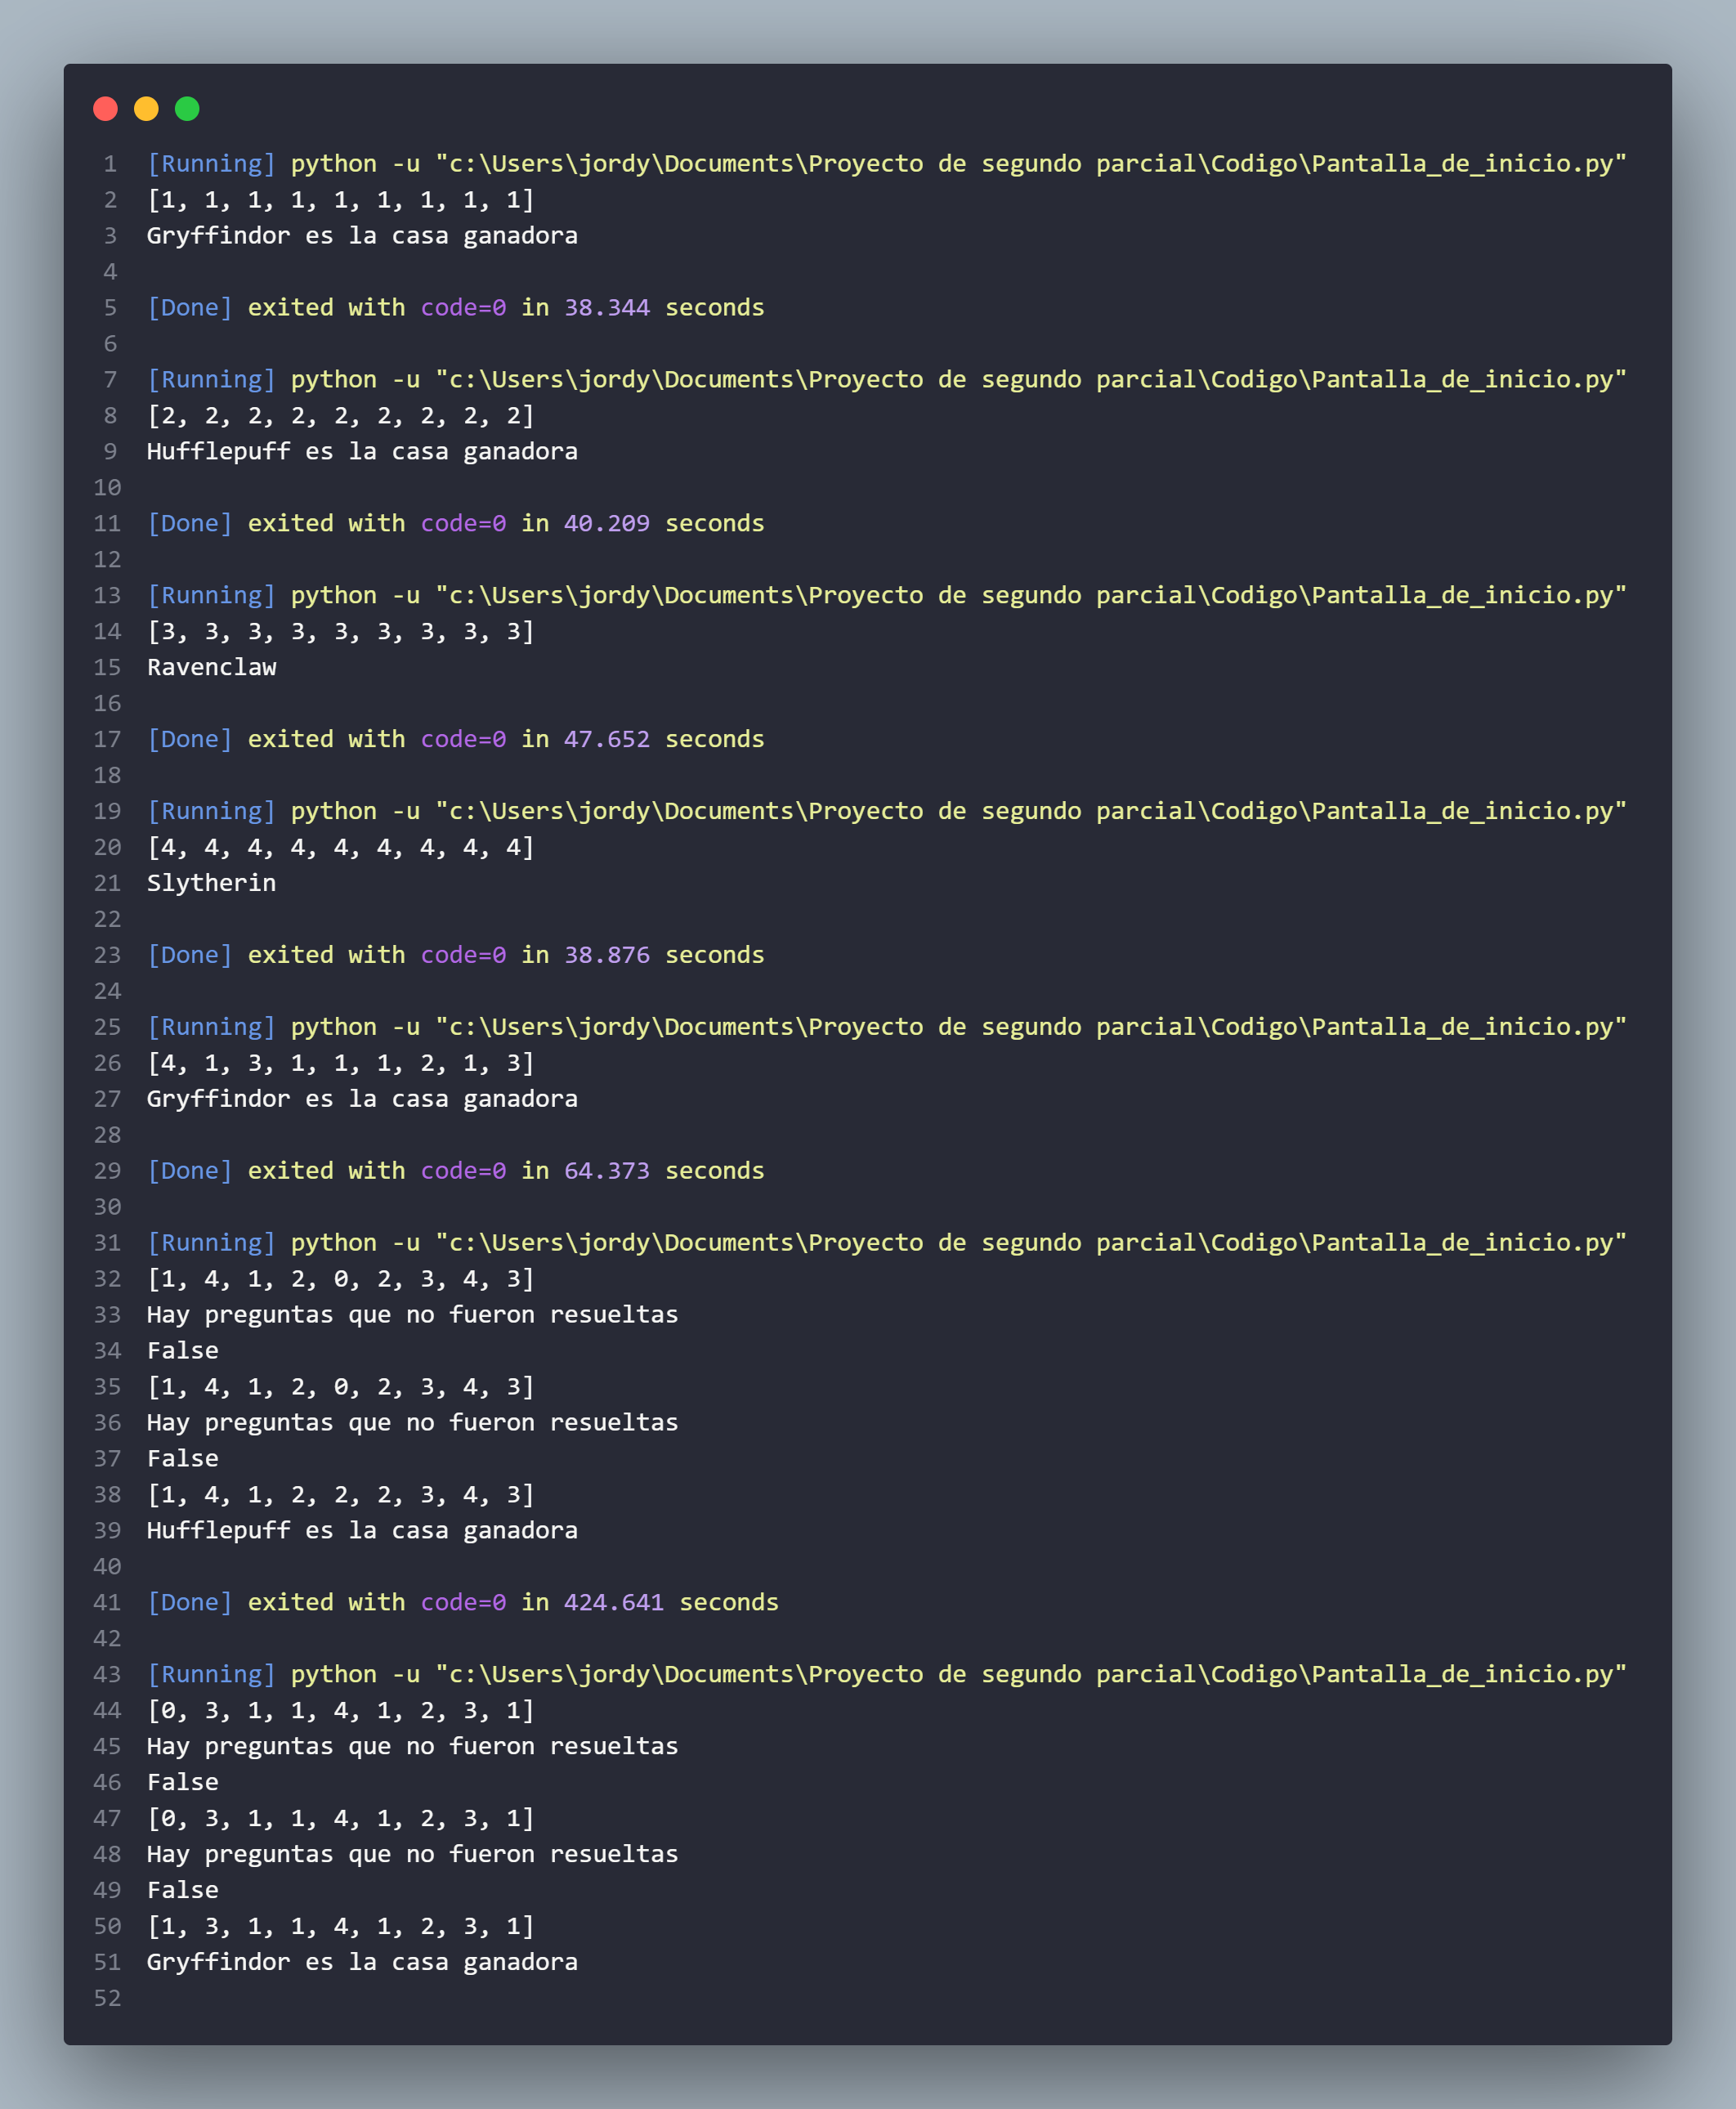 1 [Running] python -u "c:\Users\jordy\Documents\Proyecto de segundo parcial\Codigo\Pantalla_de_inicio.py"
2 [1, 1, 1, 1, 1, 1, 1, 1, 1]
3 Gryffindor es la casa ganadora
4
5 [Done] exited with code=0 in 38.344 seconds
6
7 [Running] python -u "c:\Users\jordy\Documents\Proyecto de segundo parcial\Codigo\Pantalla_de_inicio.py"
8 [2, 2, 2, 2, 2, 2, 2, 2, 2]
9 Hufflepuff es la casa ganadora
10
11 [Done] exited with code=0 in 40.209 seconds
12
13 [Running] python -u "c:\Users\jordy\Documents\Proyecto de segundo parcial\Codigo\Pantalla_de_inicio.py"
14 [3, 3, 3, 3, 3, 3, 3, 3, 3]
15 Ravenclaw
16
17 [Done] exited with code=0 in 47.652 seconds
18
19 [Running] python -u "c:\Users\jordy\Documents\Proyecto de segundo parcial\Codigo\Pantalla_de_inicio.py"
20 [4, 4, 4, 4, 4, 4, 4, 4, 4]
21 Slytherin
22
23 [Done] exited with code=0 in 38.876 seconds
24
25 [Running] python -u "c:\Users\jordy\Documents\Proyecto de segundo parcial\Codigo\Pantalla_de_inicio.py"
26 [4, 1, 3, 1, 1, 1, 2, 1, 3]
27 Gryffindor es la casa ganadora
28
29 [Done] exited with code=0 in 64.373 seconds
30
31 [Running] python -u "c:\Users\jordy\Documents\Proyecto de segundo parcial\Codigo\Pantalla_de_inicio.py"
32 [1, 4, 1, 2, 0, 2, 3, 4, 3]
33 Hay preguntas que no fueron resueltas
34 False
35 [1, 4, 1, 2, 0, 2, 3, 4, 3]
36 Hay preguntas que no fueron resueltas
37 False
38 [1, 4, 1, 2, 2, 2, 3, 4, 3]
39 Hufflepuff es la casa ganadora
40
41 [Done] exited with code=0 in 424.641 seconds
42
43 [Running] python -u "c:\Users\jordy\Documents\Proyecto de segundo parcial\Codigo\Pantalla_de_inicio.py"
44 [0, 3, 1, 1, 4, 1, 2, 3, 1]
45 Hay preguntas que no fueron resueltas
46 False
47 [0, 3, 1, 1, 4, 1, 2, 3, 1]
48 Hay preguntas que no fueron resueltas
49 False
50 [1, 3, 1, 1, 4, 1, 2, 3, 1]
51 Gryffindor es la casa ganadora
52